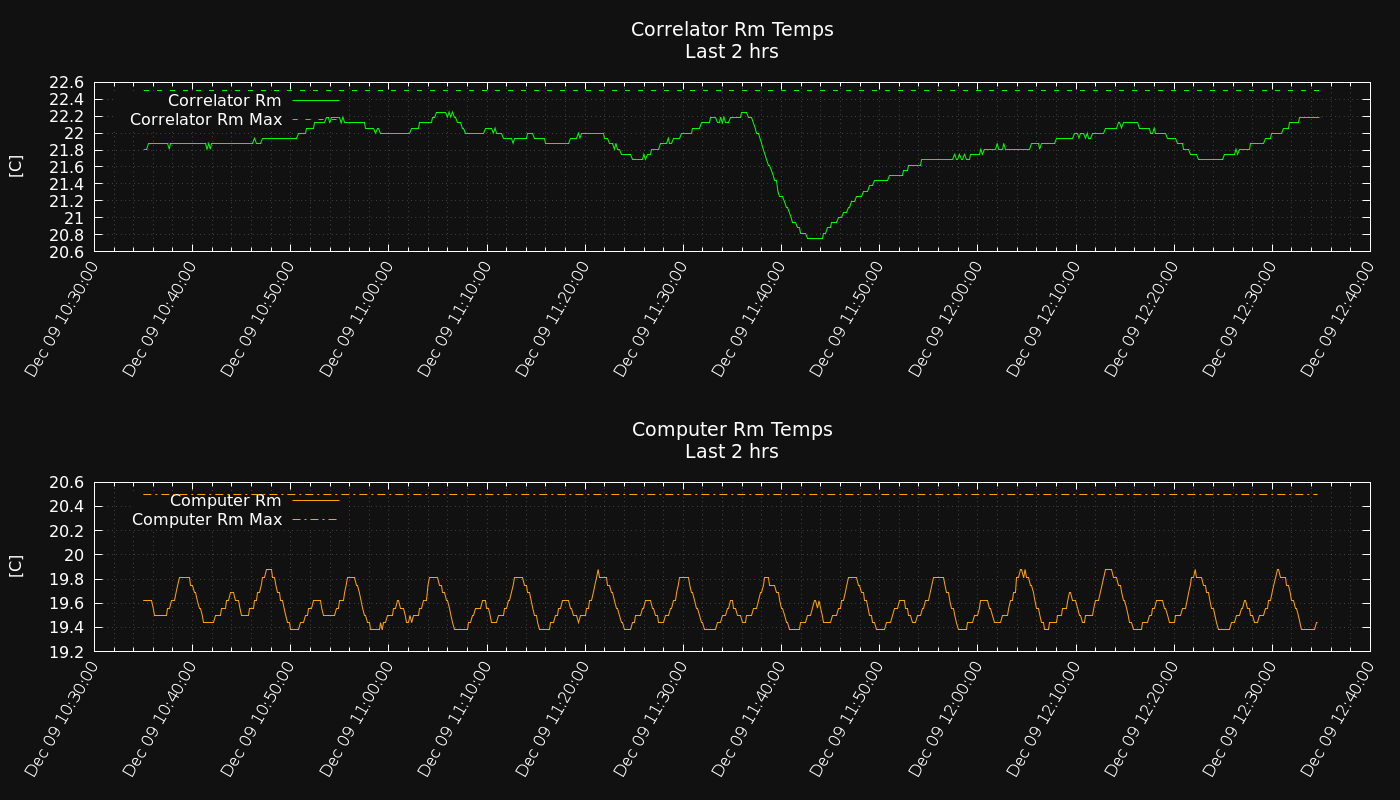 Correlator Rm Temps
Last 2 hrs
22.6
22.4
22.2
22
21.8
21.6
21.4
21.2
21
20.8
20.6
[C]
Correlator Rm
Correlator Rm Max
Dec 09 10:30:00
Dec 09 10:40:00
Dec 09 10:50:00
Dec 09 11:00:00
Dec 09 11:10:00
Dec 09 11:20:00
Dec 09 11:30:00
Dec 09 11:40:00
Dec 09 11:50:00
Dec 09 12:00:00
Dec 09 12:10:00
Dec 09 12:20:00
Dec 09 12:30:00
Dec 09 12:40:00
Computer Rm Temps
Last 2 hrs
20.6
20.4
20.2
20
19.8
19.6
19.4
19.2
[C]
Computer Rm
Computer Rm Max
Dec 09 10:30:00
Dec 09 10:40:00
Dec 09 10:50:00
Dec 09 11:00:00
Dec 09 11:10:00
Dec 09 11:20:00
Dec 09 11:30:00
Dec 09 11:40:00
Dec 09 11:50:00
Dec 09 12:00:00
Dec 09 12:10:00
Dec 09 12:20:00
Dec 09 12:30:00
Dec 09 12:40:00